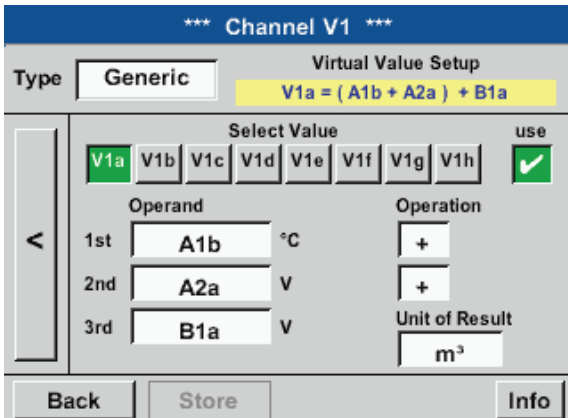 *** Channel V1 ***
Type Generic
Virtual Value Setup
V1a = ( A1b + A2a ) + B1a
Select Value use
V1a V1b V1c V1d V1e V1f V1g V1h ✔
Operand Operation
< 1st A1b °C +
2nd A2a V +
3rd B1a V Unit of Result
m³
Back Store Info